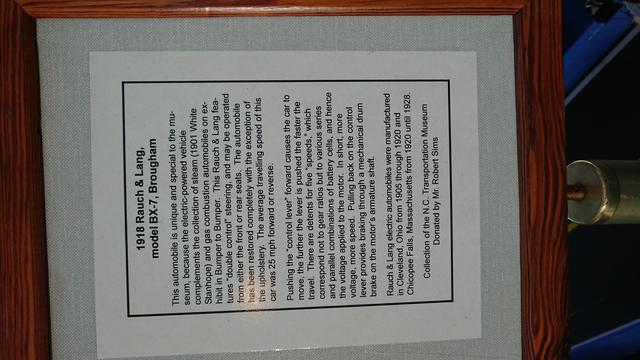 1918 Rauch & Lang,
model BX-7, Brougham
This automobile is unique and special to the mu-
seum because the electric-powered vehicle
complements the collection of steam (1901 White
Stanhope) and gas combustion automobiles on ex-
hibit in Bumper to Bumper. This Rauch & Lang fea-
tures "double control" steering, and may be operated
from either the front or rear seats. The automobile
has been restored completely with the exception of
the upholstery. The average travelling speed of this
car was 25 mph forward or reverse.
Pushing the "control lever" forward causes the car to
move, the further the lever is pushed the faster the
travel. There are detents for five "speeds," which
correspond not to gear ratios but to various series
and parallel combinations of battery cells, and hence
the voltage applied to the motor. In short, more
voltage, more speed. Pulling back on the control
lever provides braking through a mechanical drum
brake on the motor's armature shaft.
Rauch & Lang electric automobiles were manufactured
in Cleveland, Ohio from 1905 through 1920 and
Chicopee Falls, Massachusetts from 1920 until 1928.
Collection of the N.C. Transportation Museum
Donated by Mr. Robert Sims